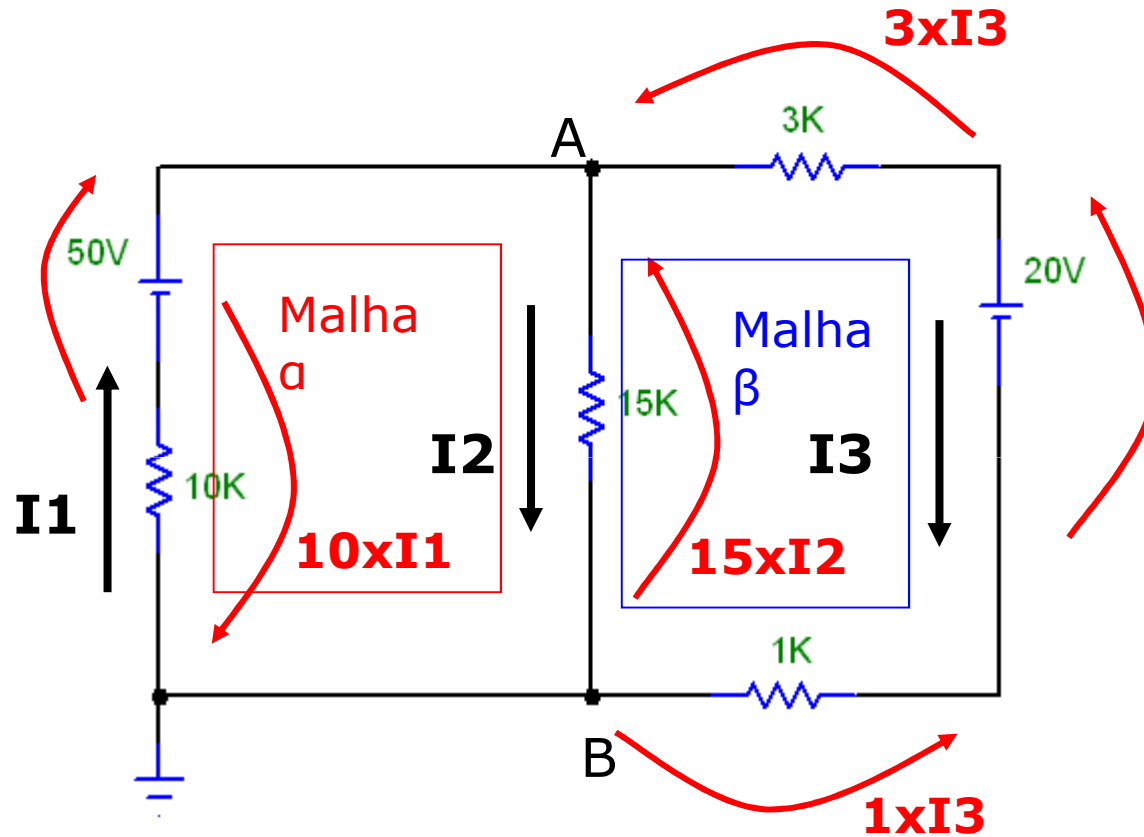 3xI3
3K
A
50V
20V
Malha
α
Malha
β
15K
I2
I3
10K
I1
10xI1
15xI2
1K
B
1xI3